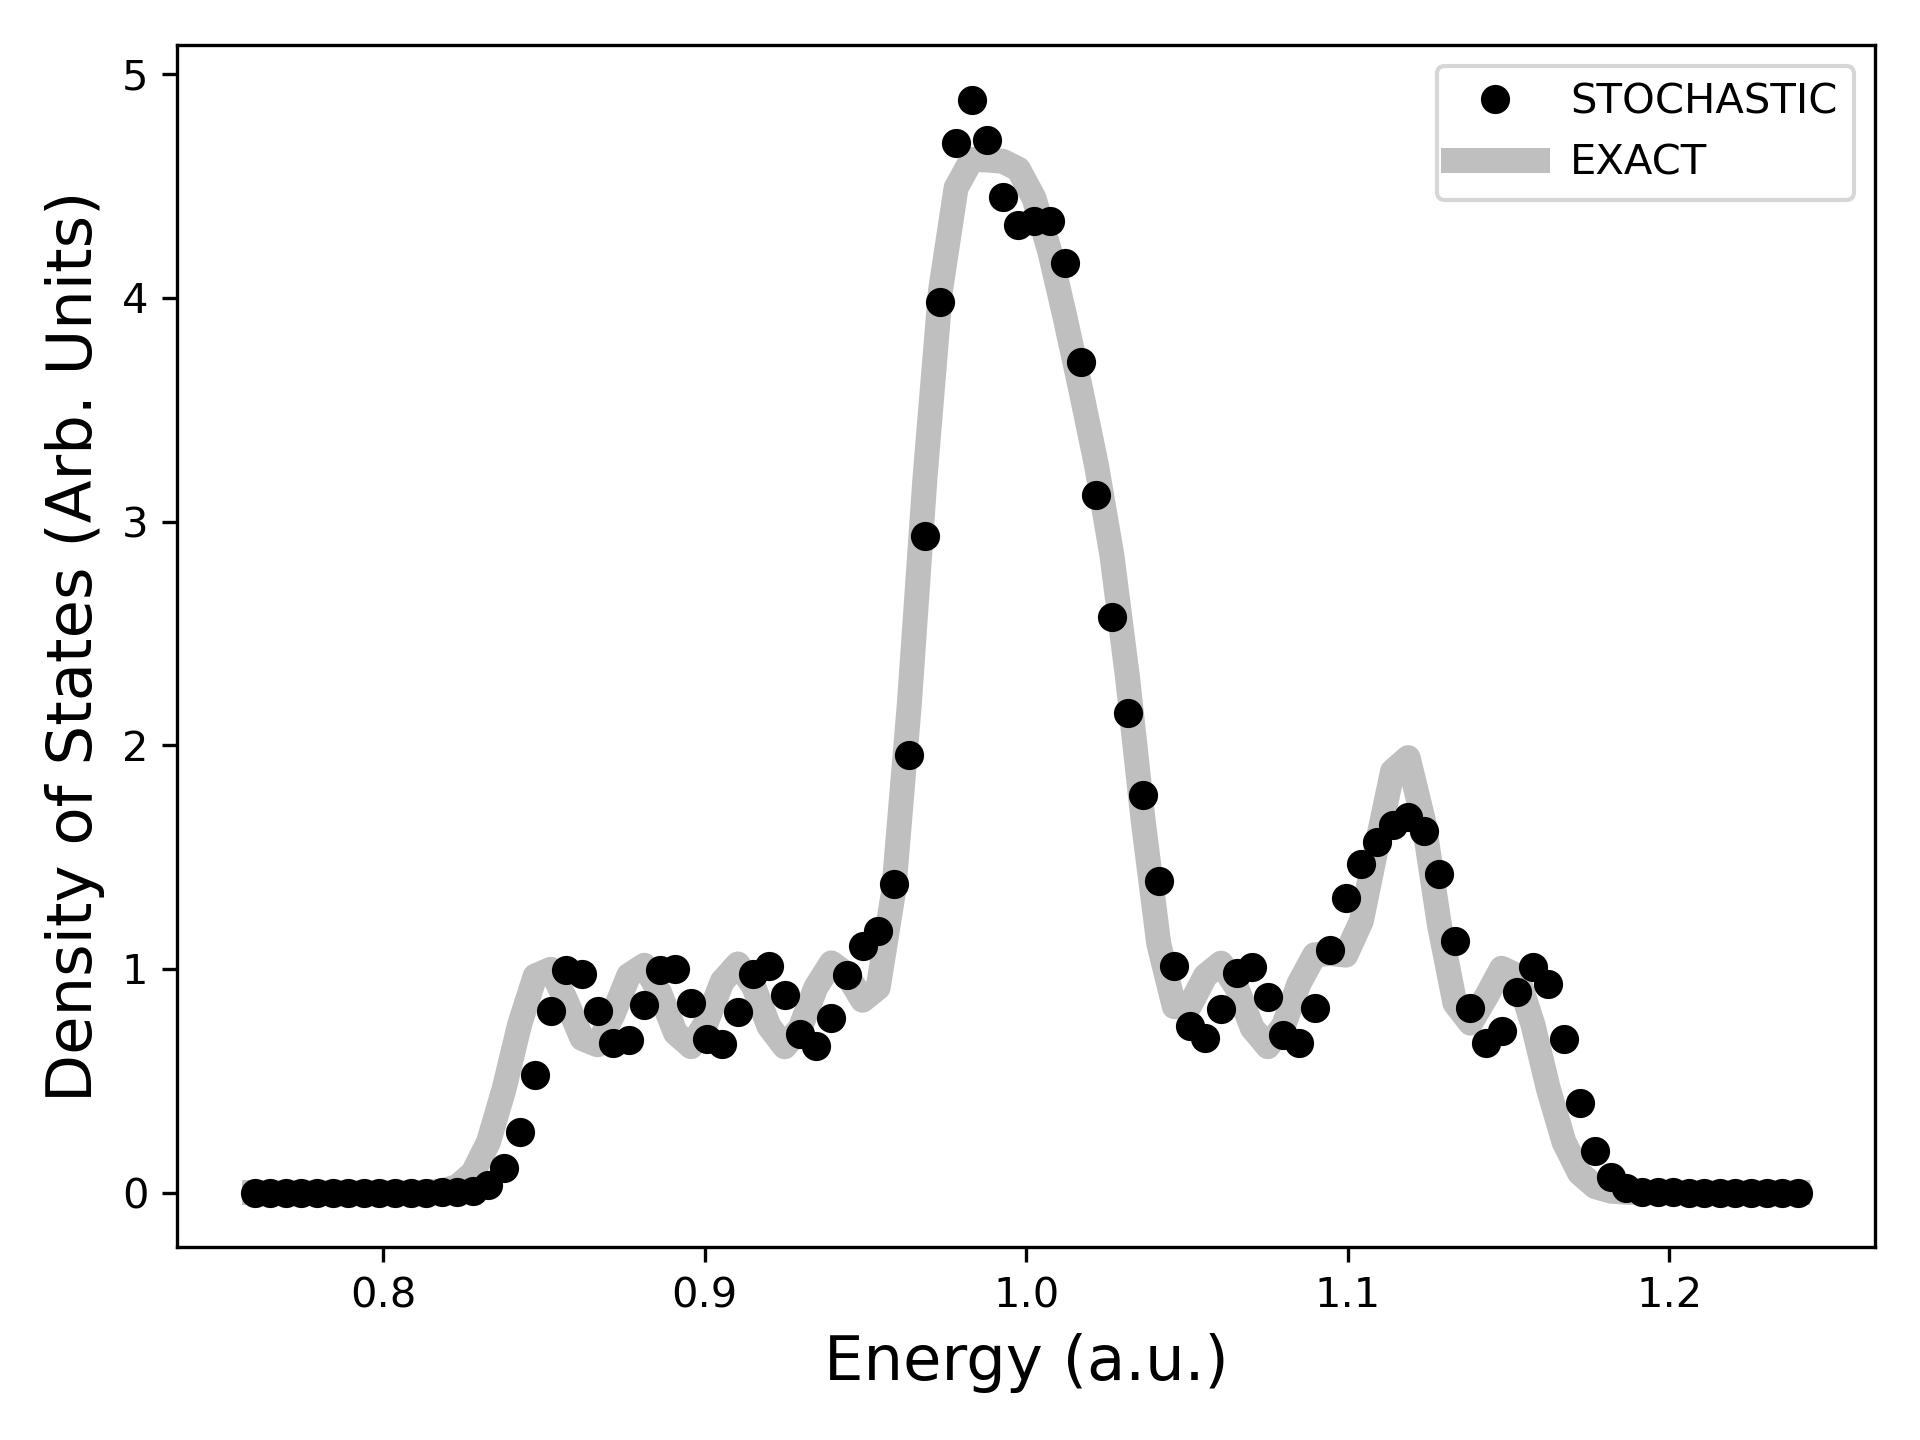 STOCHASTIC
EXACT
Density of States (Arb. Units)
5
4
3
2
1
0
0.8 0.9 1.0 1.1 1.2
Energy (a.u.)